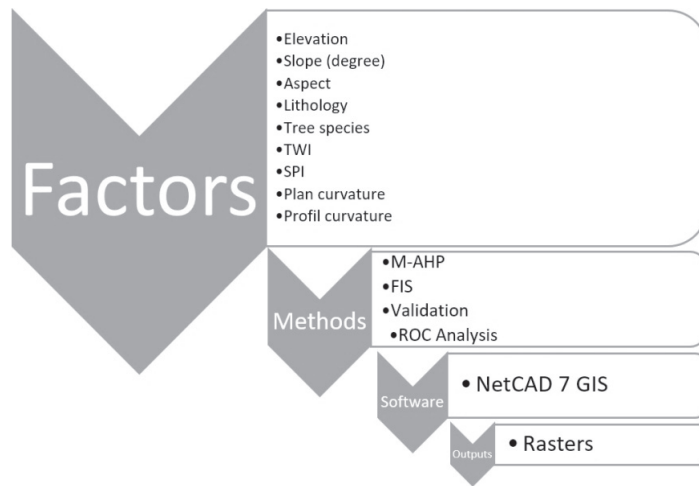 Factors
•Elevation
•Slope (degree)
•Aspect
•Lithology
•Tree species
•TWI
•SPI
•Plan curvature
•Profil curvature
Methods
•M-AHP
•FIS
•Validation
•ROC Analysis
Software
• NetCAD 7 GIS
Outputs
• Rasters